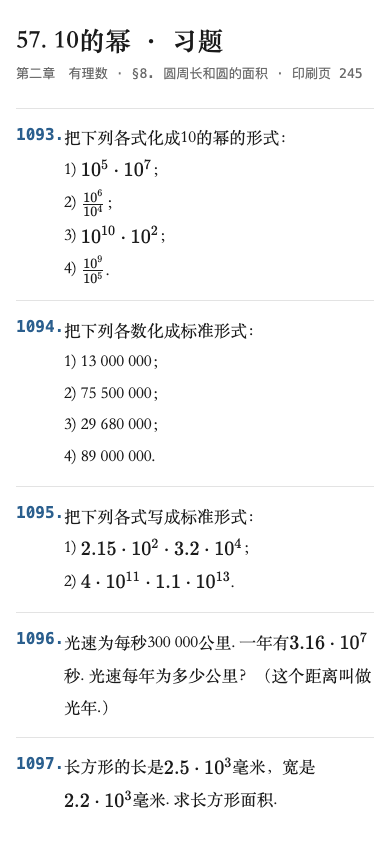 57. 10的幂 · 习题
第二章 有理数 · §8. 圆周长和圆的面积 · 印刷页 245
1093. 把下列各式化成10的幂的形式:
1) 10⁵ · 10⁷;
2) 10⁶/10⁴;
3) 10¹⁰ · 10²;
4) 10⁹/10⁵.
1094. 把下列各数化成标准形式:
1) 13 000 000;
2) 75 500 000;
3) 29 680 000;
4) 89 000 000.
1095. 把下列各式写成标准形式:
1) 2.15 · 10² · 3.2 · 10⁴;
2) 4 · 10¹¹ · 1.1 · 10¹³.
1096. 光速为每秒300 000公里. 一年有3.16 · 10⁷
秒. 光速每年为多少公里? (这个距离叫做
光年.)
1097. 长方形的长是2.5 · 10³毫米, 宽是
2.2 · 10³毫米. 求长方形面积.